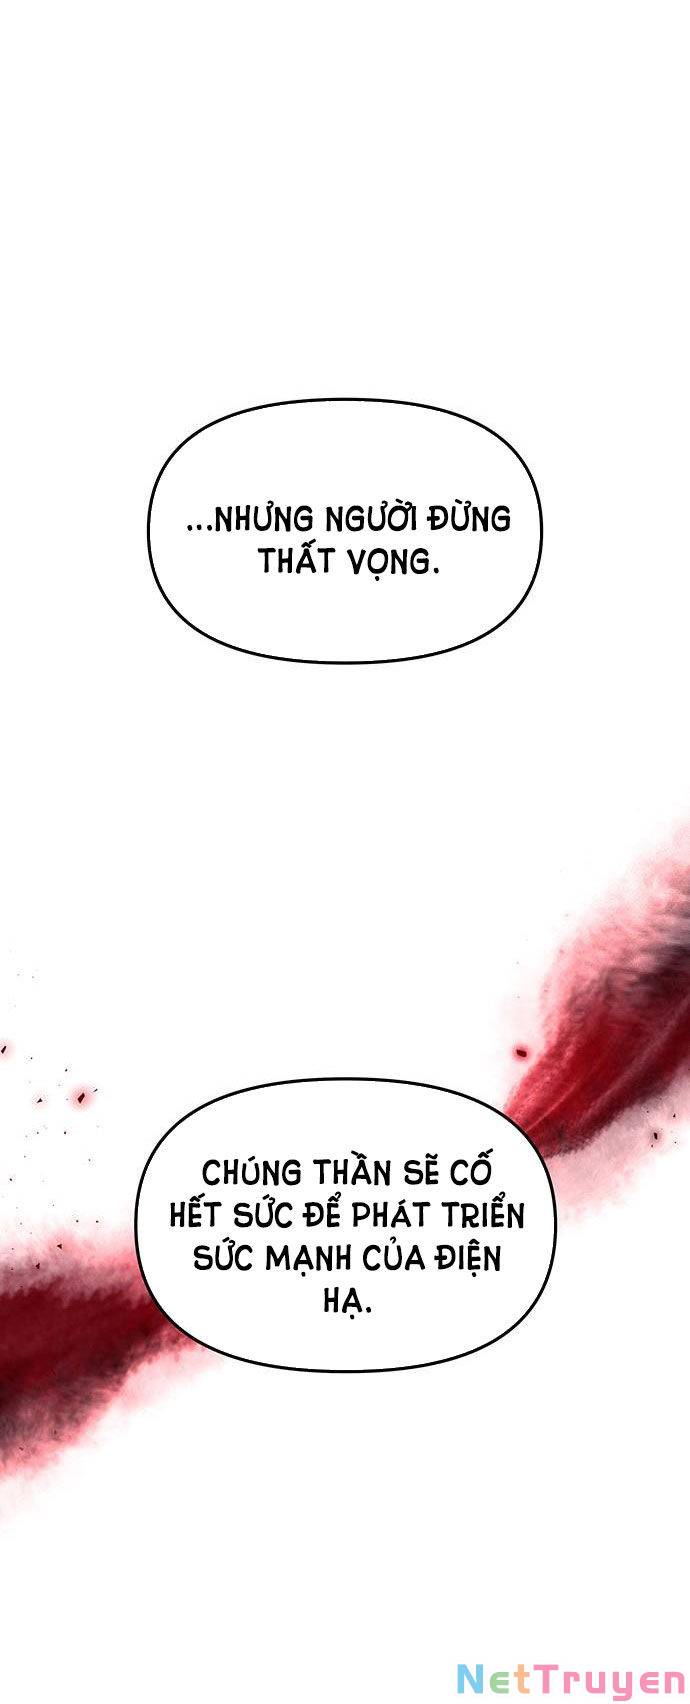 ...NHƯNG NGƯỜI ĐỪNG
THẤT VỌNG.
CHÚNG THẦN SẼ CỐ
HẾT SỨC ĐỂ PHÁT TRIỂN
SỨC MẠNH CỦA ĐIỆN
HẠ.
NetTruyen